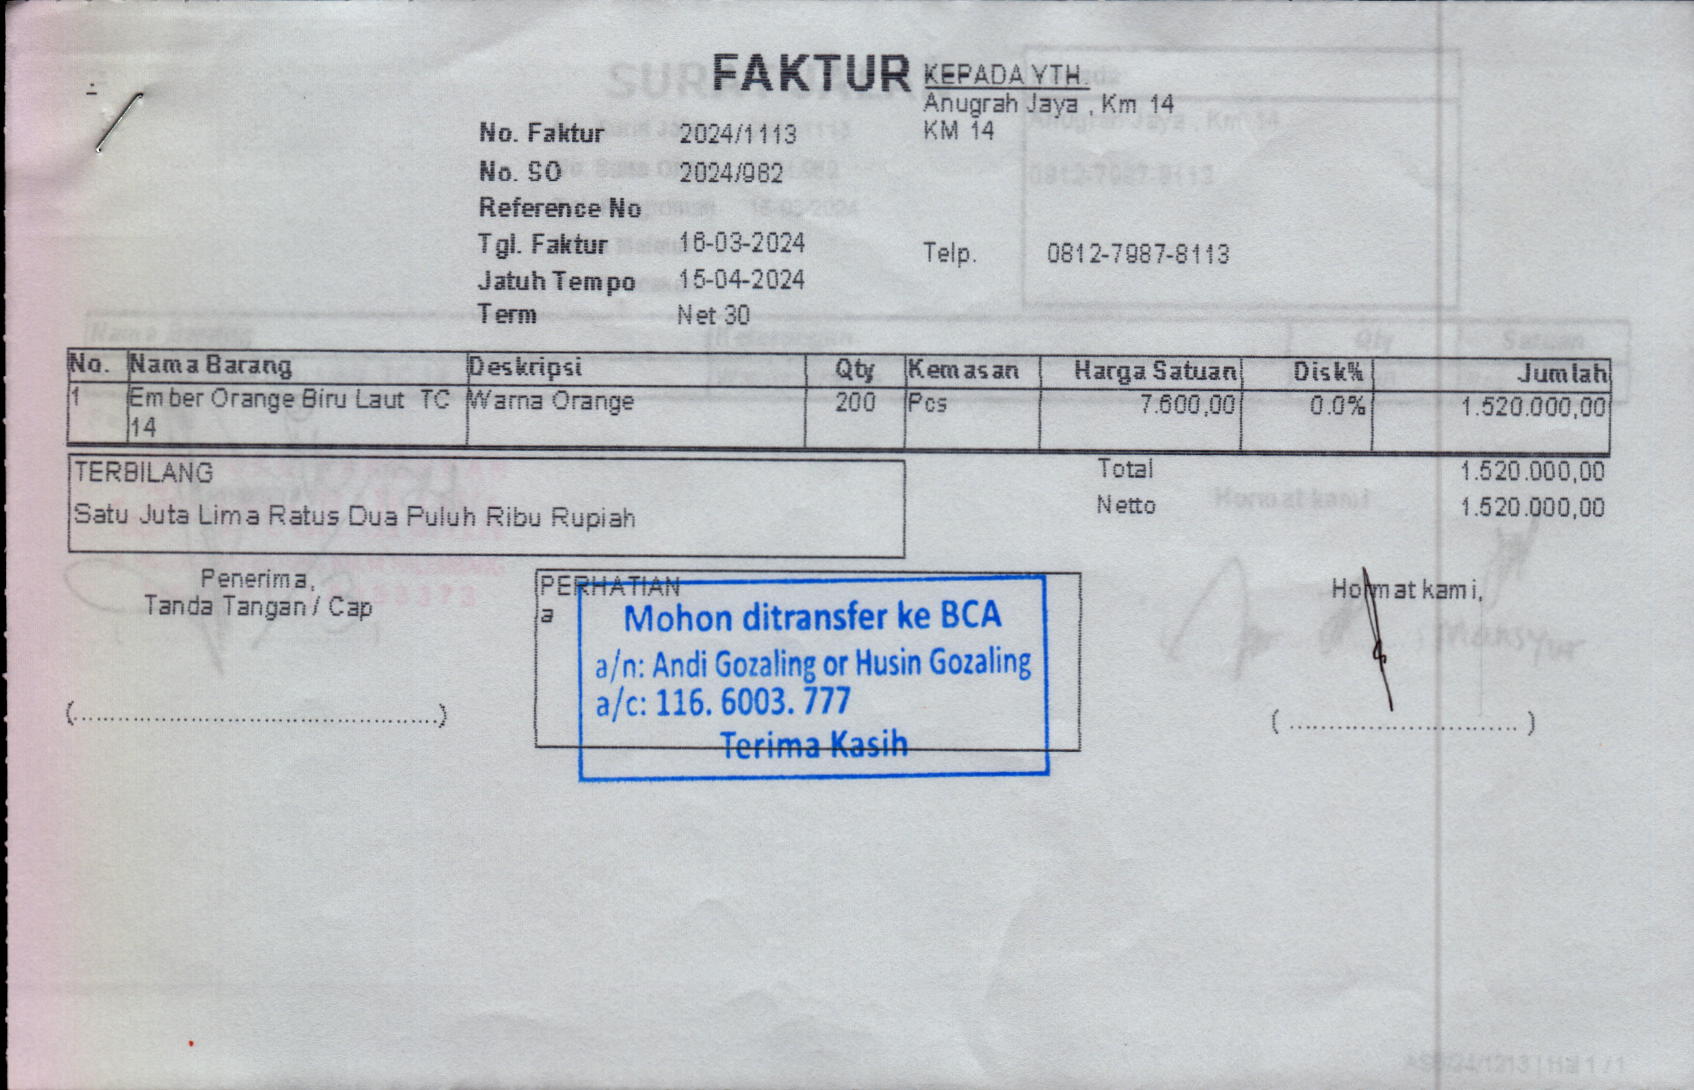 FAKTUR
KEPADA YTH.
Anugrah Jaya , Km 14
KM 14
No. Faktur 2024/1113
No. SO 2024/982
Reference No
Tgl. Faktur 16-03-2024
Telp. 0812-7987-8113
Jatuh Tempo 15-04-2024
Term Net 30
No. Nama Barang Deskripsi Qty Kemasan Harga Satuan Disk% Jumlah
1 Ember Orange Biru Laut TC 14 Warna Orange 200 Pcs 7.600,00 0.0% 1.520.000,00
TERBILANG
Satu Juta Lima Ratus Dua Puluh Ribu Rupiah
Total 1.520.000,00
Netto 1.520.000,00
Penerima,
Tanda Tangan / Cap
PERHATIAN
a
Mohon ditransfer ke BCA
a/n: Andi Gozaling or Husin Gozaling
a/c: 116. 6003. 777
Terima Kasih
Hormat kami,